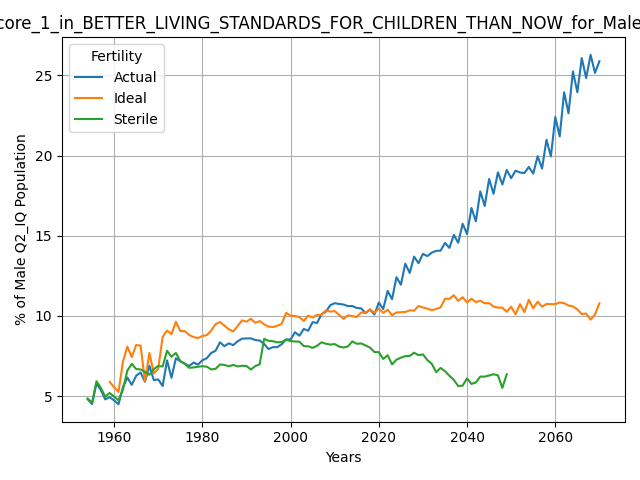 core_1_in_BETTER_LIVING_STANDARDS_FOR_CHILDREN_THAN_NOW_for_Male
Fertility
Actual
Ideal
Sterile
% of Male Q2_IQ Population
25
20
15
10
5
1960 1980 2000 2020 2040 2060
Years